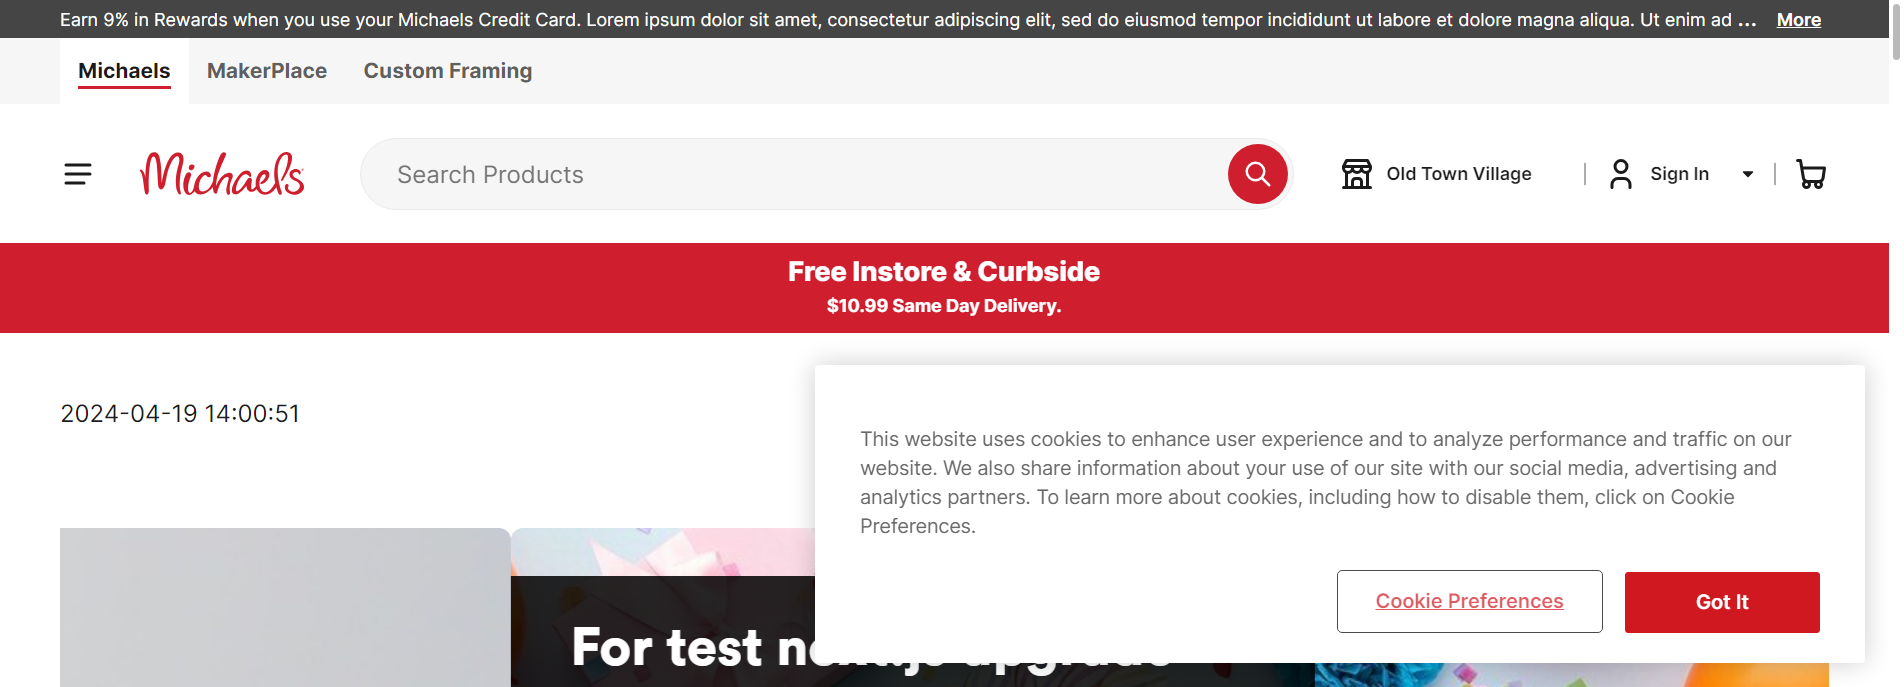 Earn 9% in Rewards when you use your Michaels Credit Card. Lorem ipsum dolor sit amet, consectetur adipiscing elit, sed do eiusmod tempor incididunt ut labore et dolore magna aliqua. Ut enim ad ... More
Michaels MakerPlace Custom Framing
Michaels Search Products Old Town Village Sign In
Free Instore & Curbside
$10.99 Same Day Delivery.
2024-04-19 14:00:51
This website uses cookies to enhance user experience and to analyze performance and traffic on our
website. We also share information about your use of our site with our social media, advertising and
analytics partners. To learn more about cookies, including how to disable them, click on Cookie
Preferences.
Cookie Preferences Got It
For test next.js upgrade